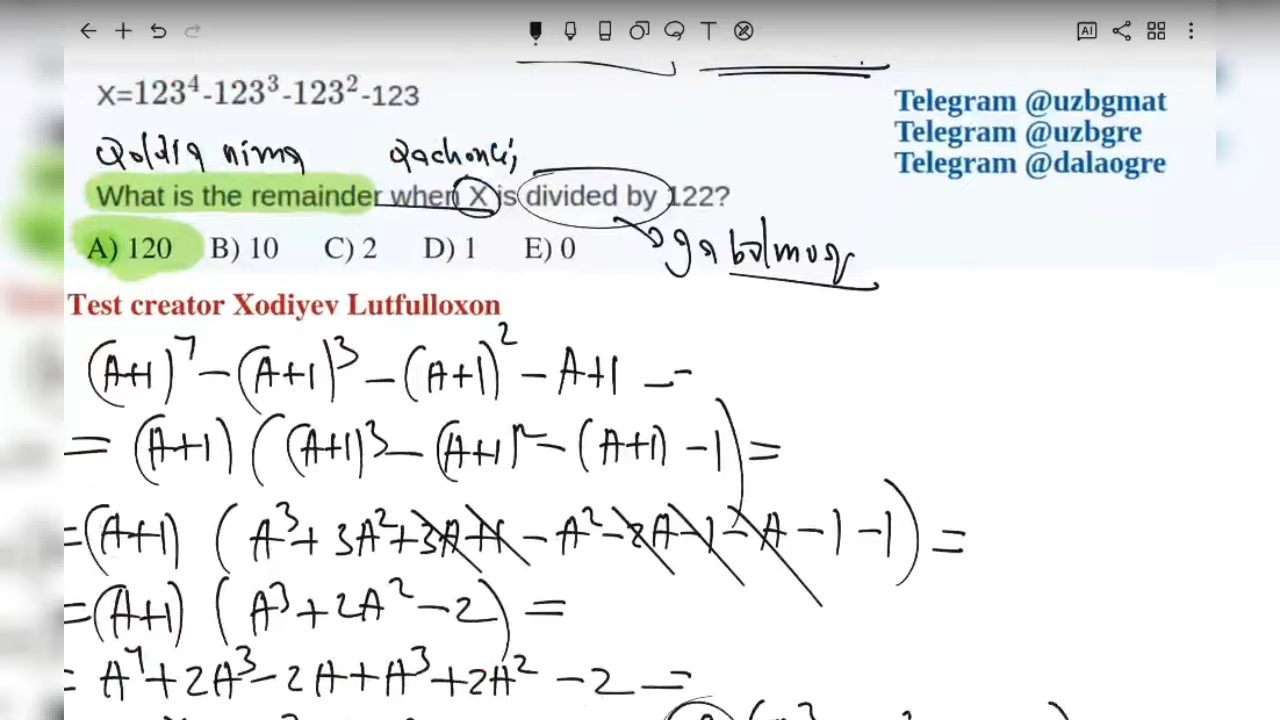 X=123⁴-123³-123²-123
Telegram @uzbgmat
Telegram @uzbgre
Telegram @dalaogre
Qoldiq nima Qachonki,
What is the remainder when X is divided by 122?
ga bolmoq
A) 120 B) 10 C) 2 D) 1 E) 0
Test creator Xodiyev Lutfulloxon
(A+1)⁴ - (A+1)³ - (A+1)² - A+1 =
= (A+1) ((A+1)³ - (A+1)² - (A+1) - 1) =
=(A+1) (A³ + 3A² + 3A + 1 - A² - 2A - 1 - A - 1 - 1) =
=(A+1) (A³ + 2A² - 2) =
= A⁴ + 2A³ - 2A + A³ + 2A² - 2 =